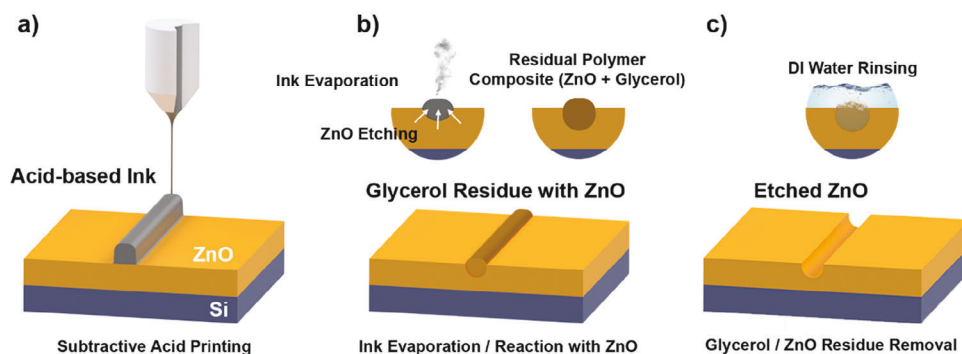 a)
Acid-based Ink
ZnO
Si
Subtractive Acid Printing
b)
Ink Evaporation
ZnO Etching
Residual Polymer
Composite (ZnO + Glycerol)
Glycerol Residue with ZnO
Ink Evaporation / Reaction with ZnO
c)
DI Water Rinsing
Etched ZnO
Glycerol / ZnO Residue Removal